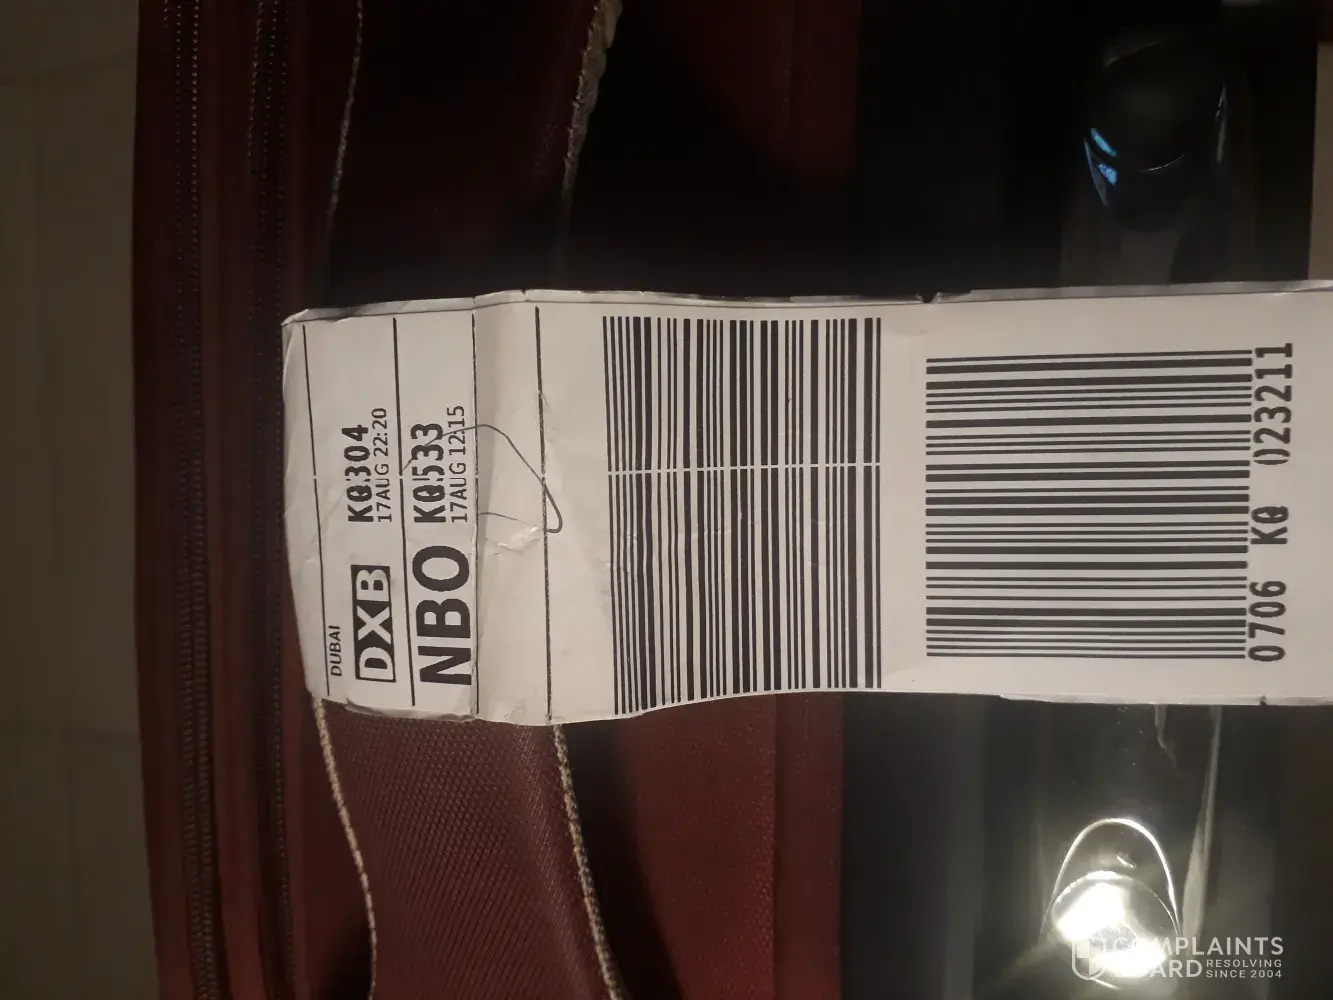 DUBAI
DXB KQ304
17AUG 22:20
NBO KQ533
17AUG 12:15
0706 KQ 023211
COMPLAINTS
BOARD RESOLVING
SINCE 2004